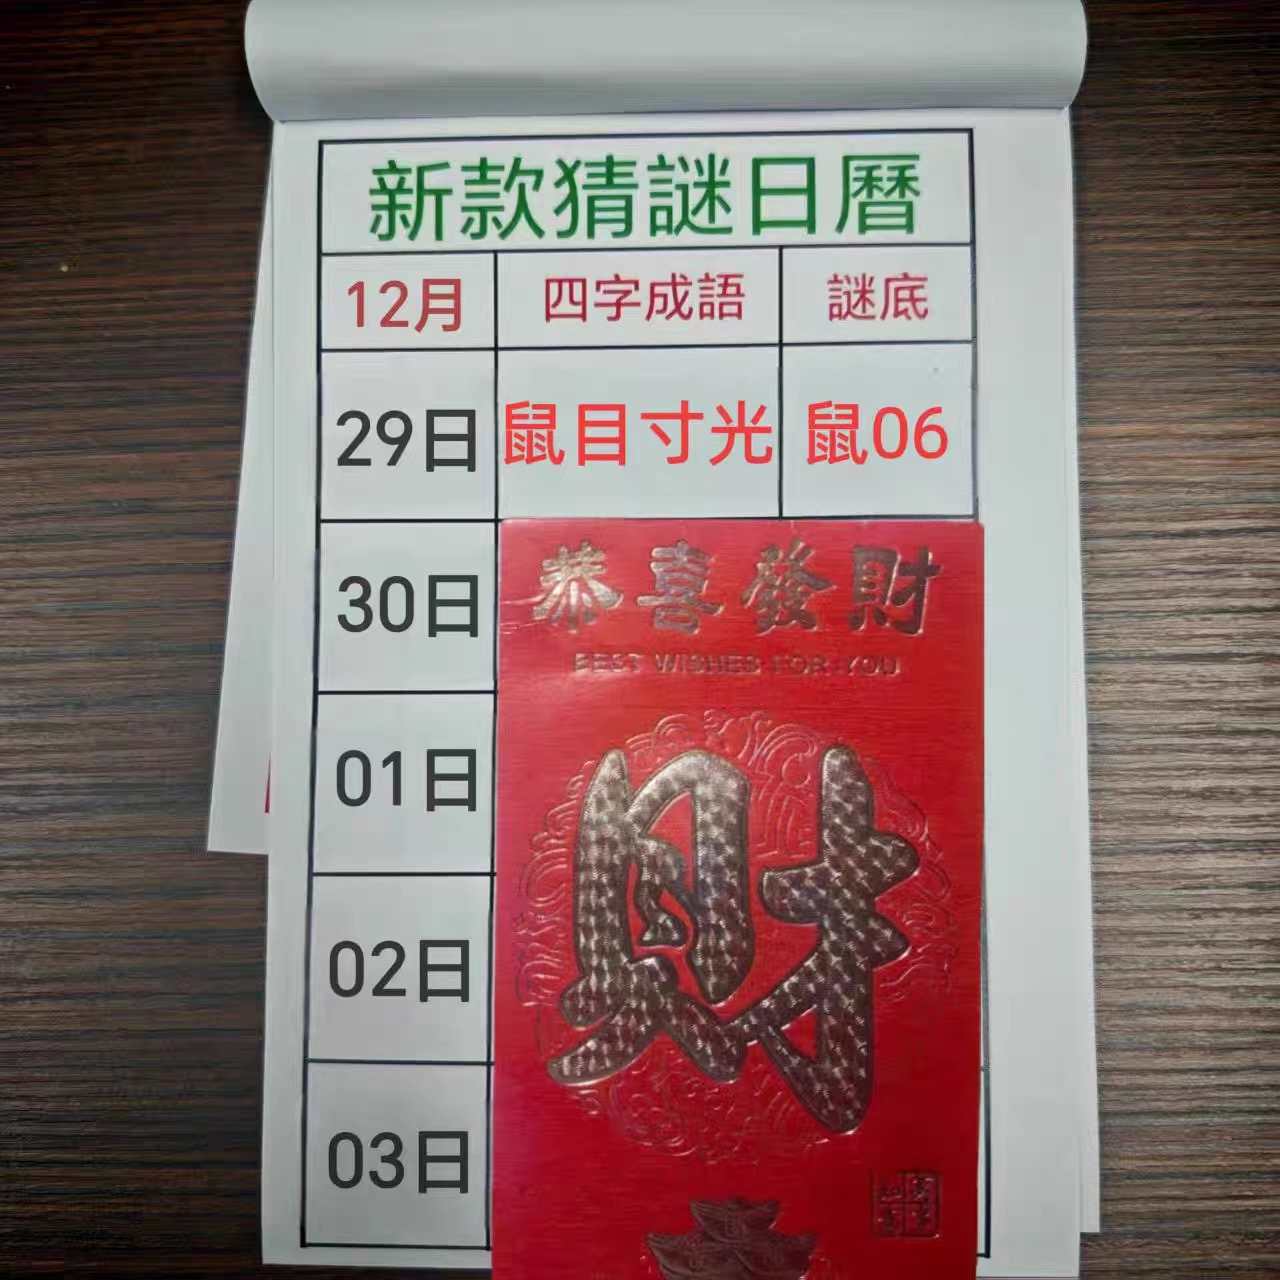 新款猜謎日曆
12月 四字成語 謎底
29日 鼠目寸光 鼠06
30日
恭喜發財
BEST WISHES FOR YOU
01日
財
02日
03日